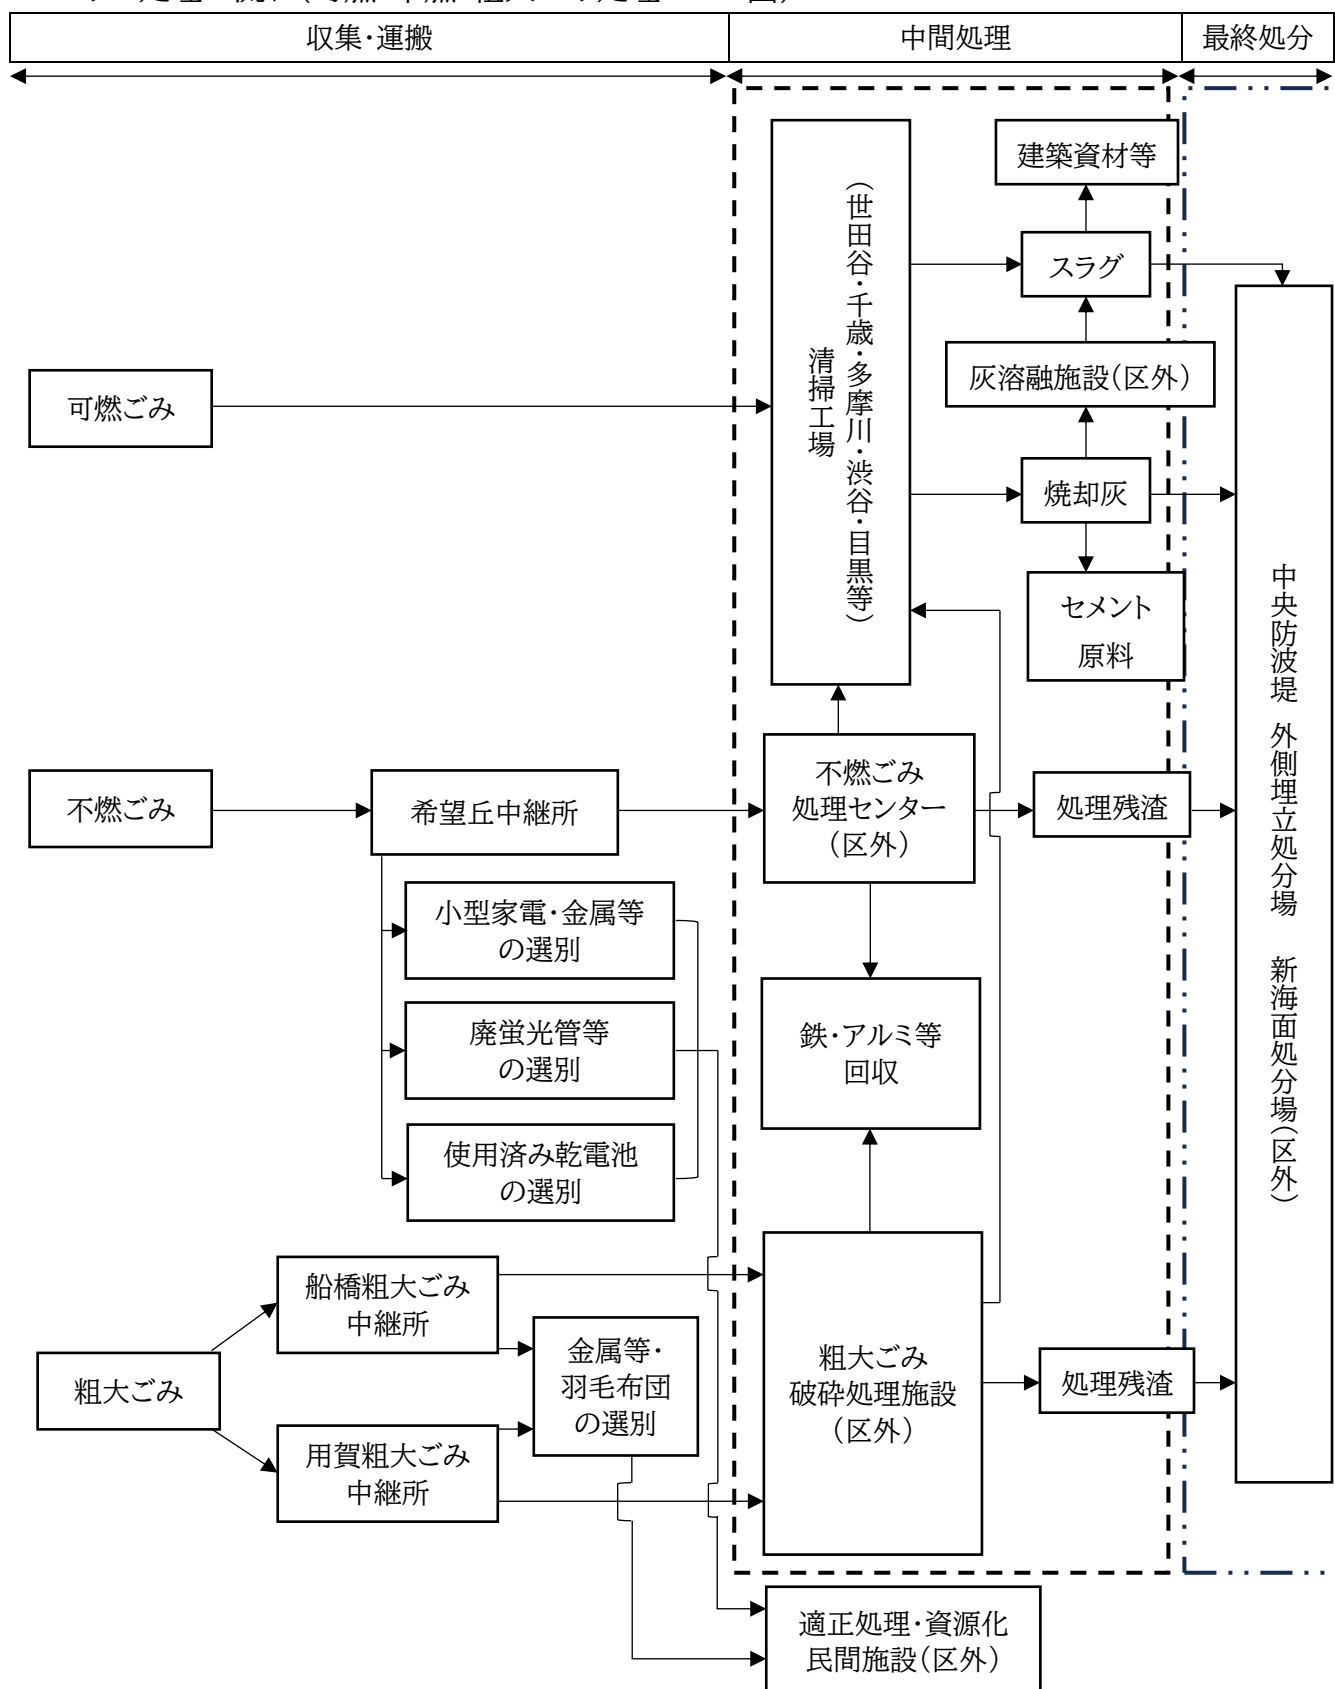 収集・運搬
中間処理
最終処分
建築資材等
スラグ
灰溶融施設(区外)
焼却灰
セメント
原料
清掃工場
(世田谷・千歳・多摩川・渋谷・目黒等)
可燃ごみ
不燃ごみ
希望丘中継所
不燃ごみ
処理センター
(区外)
処理残渣
中央防波堤 外側埋立処分場 新海面処分場(区外)
小型家電・金属等
の選別
廃蛍光管等
の選別
使用済み乾電池
の選別
鉄・アルミ等
回収
粗大ごみ
船橋粗大ごみ
中継所
用賀粗大ごみ
中継所
金属等・
羽毛布団
の選別
粗大ごみ
破砕処理施設
(区外)
処理残渣
適正処理・資源化
民間施設(区外)